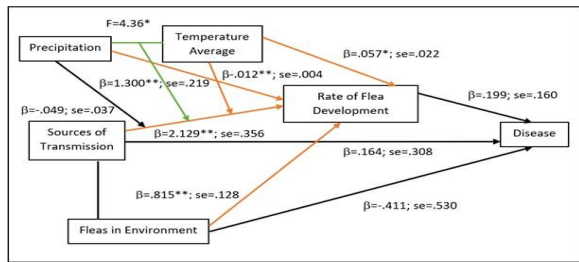 F=4.36*
Precipitation
Temperature
Average
β=.057*; se=.022
β-.012**; se=.004
β=1.300**; se=.219
Rate of Flea
Development
β=.199; se=.160
β=-.049; se=.037
Sources of
Transmission
β=2.129**; se=.356
Disease
β=.164; se=.308
β=.815**; se=.128
β=-.411; se=.530
Fleas in Environment